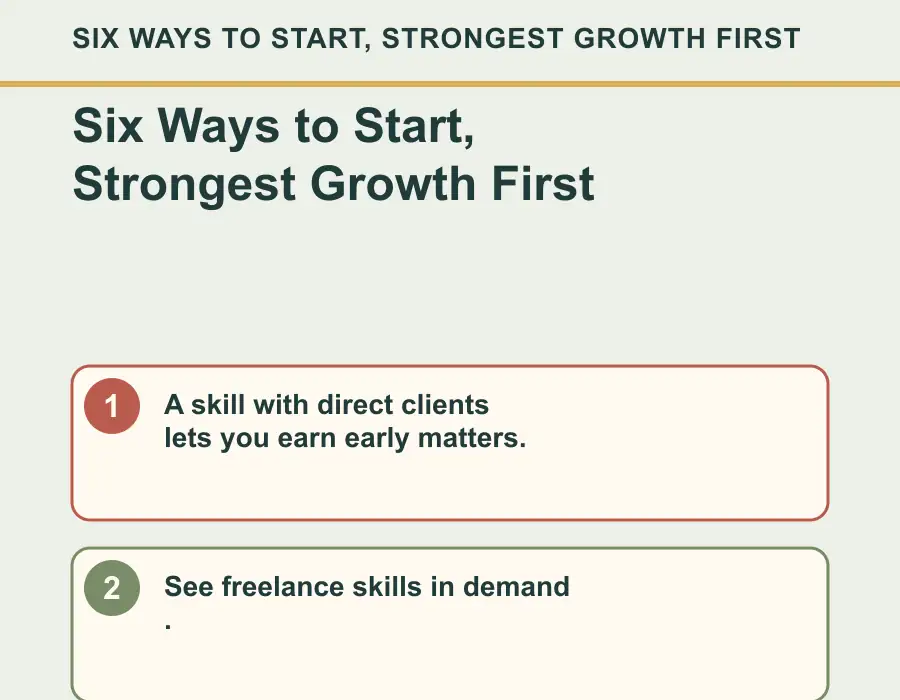 SIX WAYS TO START, STRONGEST GROWTH FIRST
Six Ways to Start,
Strongest Growth First
1
A skill with direct clients
lets you earn early matters.
2
See freelance skills in demand
.